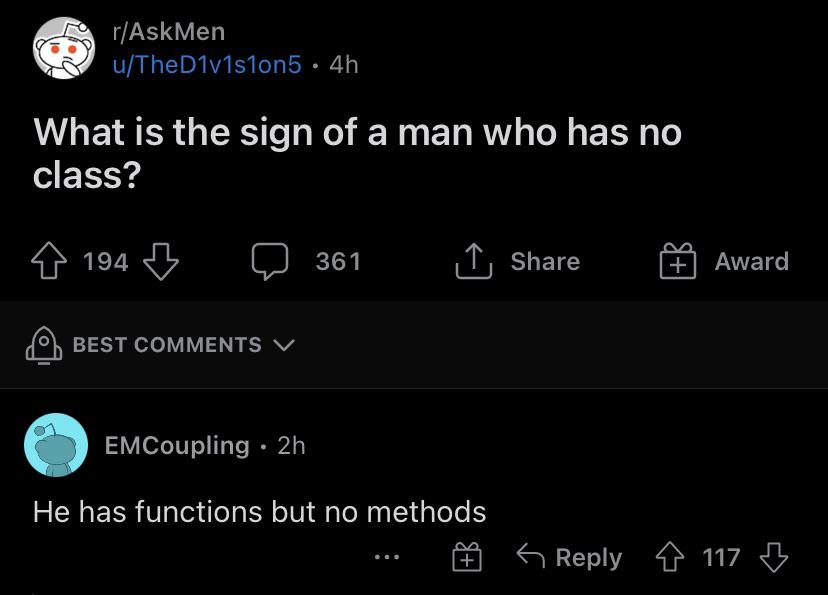 r/AskMen
u/TheD1v1s1on5 • 4h
What is the sign of a man who has no
class?
194 361 Share Award
BEST COMMENTS
EMCoupling • 2h
He has functions but no methods
... Reply 117